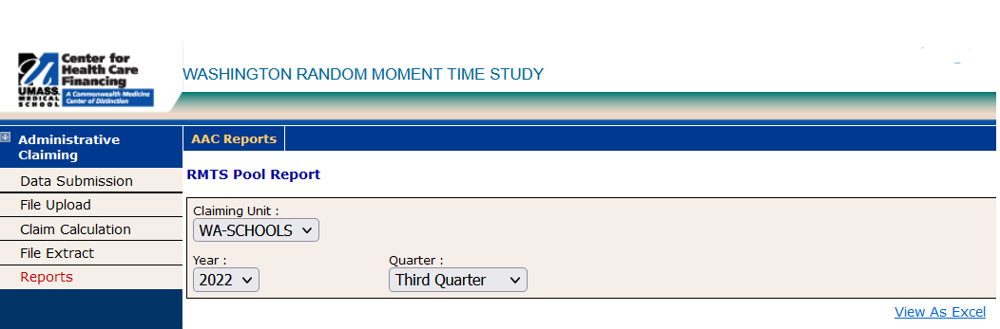 Center for
Health Care
Financing
UMASS.
MEDICAL
SCHOOL
A Commonwealth Medicine
Center of Distinction
WASHINGTON RANDOM MOMENT TIME STUDY
Administrative
Claiming
AAC Reports
Data Submission
File Upload
Claim Calculation
File Extract
Reports
RMTS Pool Report
Claiming Unit :
WA-SCHOOLS
Year :
Quarter :
2022
Third Quarter
View As Excel